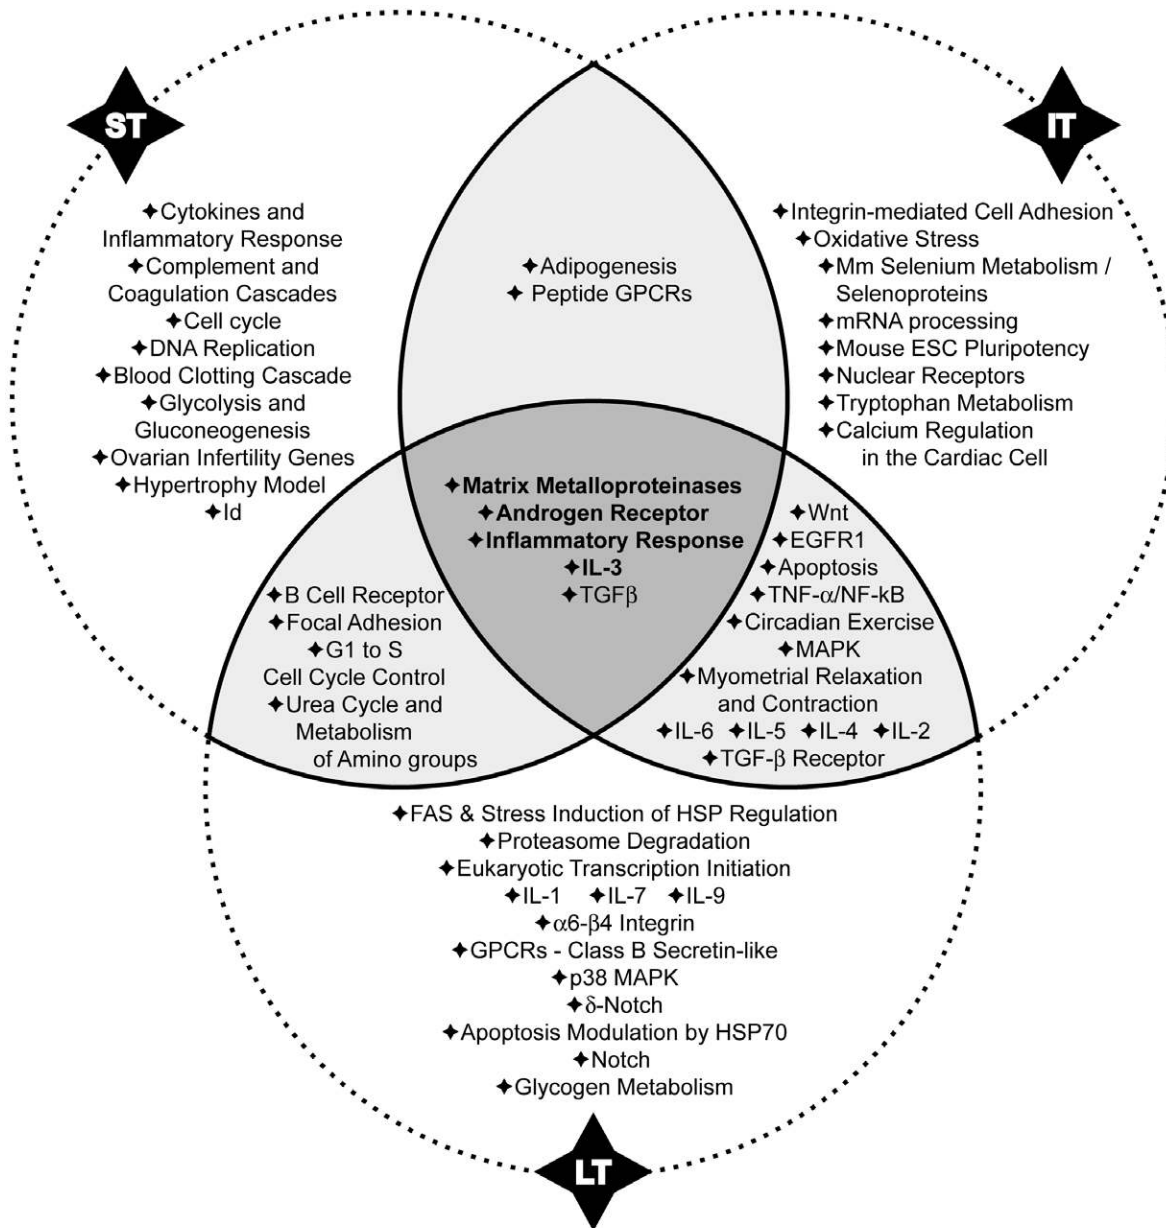 ST
IT
✦Cytokines and
Inflammatory Response
✦Complement and
Coagulation Cascades
✦Cell cycle
✦DNA Replication
✦Blood Clotting Cascade
✦Glycolysis and
Gluconeogenesis
✦Ovarian Infertility Genes
✦Hypertrophy Model
✦Id
✦Adipogenesis
✦ Peptide GPCRs
✦Integrin-mediated Cell Adhesion
✦Oxidative Stress
✦Mm Selenium Metabolism /
Selenoproteins
✦mRNA processing
✦Mouse ESC Pluripotency
✦Nuclear Receptors
✦Tryptophan Metabolism
✦Calcium Regulation
in the Cardiac Cell
✦Matrix Metalloproteinases
✦Androgen Receptor
✦Inflammatory Response
✦IL-3
✦TGFβ
✦B Cell Receptor
✦Focal Adhesion
✦G1 to S
Cell Cycle Control
✦Urea Cycle and
Metabolism
of Amino groups
✦Wnt
✦EGFR1
✦Apoptosis
✦TNF-α/NF-kB
✦Circadian Exercise
✦MAPK
✦Myometrial Relaxation
and Contraction
✦IL-6 ✦IL-5 ✦IL-4 ✦IL-2
✦TGF-β Receptor
✦FAS & Stress Induction of HSP Regulation
✦Proteasome Degradation
✦Eukaryotic Transcription Initiation
✦IL-1 ✦IL-7 ✦IL-9
✦α6-β4 Integrin
✦GPCRs - Class B Secretin-like
✦p38 MAPK
✦δ-Notch
✦Apoptosis Modulation by HSP70
✦Notch
✦Glycogen Metabolism
LT